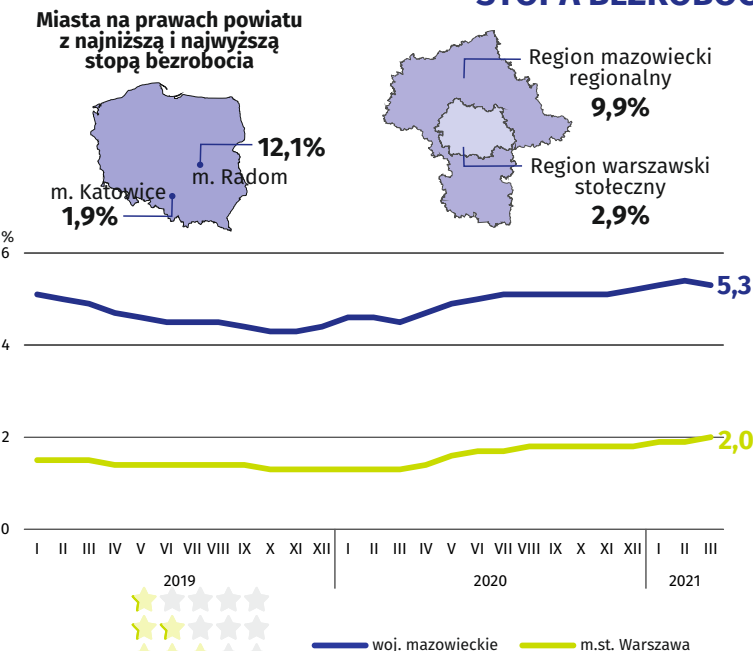 STOPA BEZROBOC
Miasta na prawach powiatu
z najniższą i najwyższą
stopą bezrobocia
12,1%
m. Radom
m. Katowice
1,9%
Region mazowiecki
regionalny
9,9%
Region warszawski
stołeczny
2,9%
%
6
5,3
4
2
2,0
0
I II III IV V VI VII VIII IX X XI XII I II III IV V VI VII VIII IX X XI XII I II III
2019 2020 2021
woj. mazowieckie m.st. Warszawa